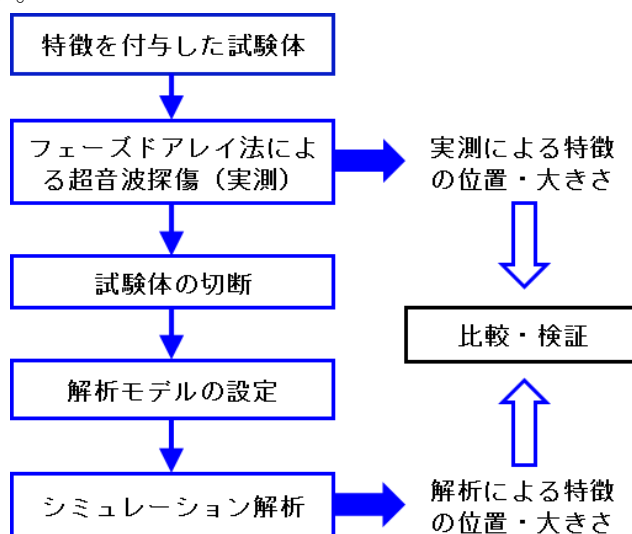 。
特徴を付与した試験体
フェーズドアレイ法によ
る超音波探傷（実測）
実測による特徴
の位置・大きさ
試験体の切断
比較・検証
解析モデルの設定
シミュレーション解析
解析による特徴
の位置・大きさ